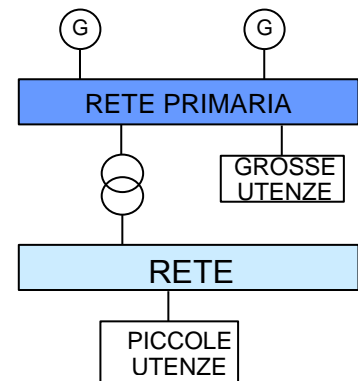 G
G
RETE PRIMARIA
GROSSE
UTENZE
RETE
PICCOLE
UTENZE